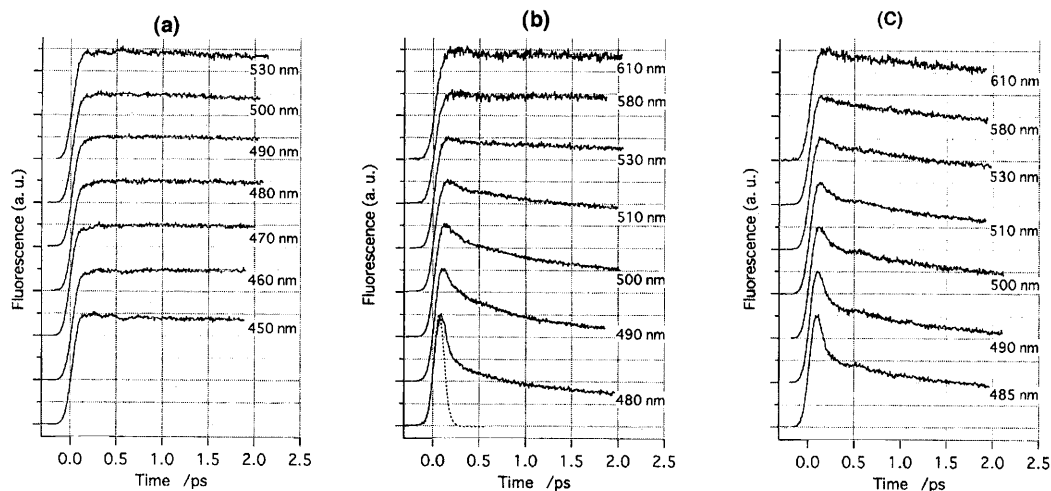 (a)
Fluorescence (a. u.)
530 nm
500 nm
490 nm
480 nm
470 nm
460 nm
450 nm
0.0 0.5 1.0 1.5 2.0 2.5
Time /ps
(b)
Fluorescence (a. u.)
610 nm
580 nm
530 nm
510 nm
500 nm
490 nm
480 nm
0.0 0.5 1.0 1.5 2.0 2.5
Time /ps
(C)
Fluorescence (a. u.)
610 nm
580 nm
530 nm
510 nm
500 nm
490 nm
485 nm
0.0 0.5 1.0 1.5 2.0 2.5
Time /ps